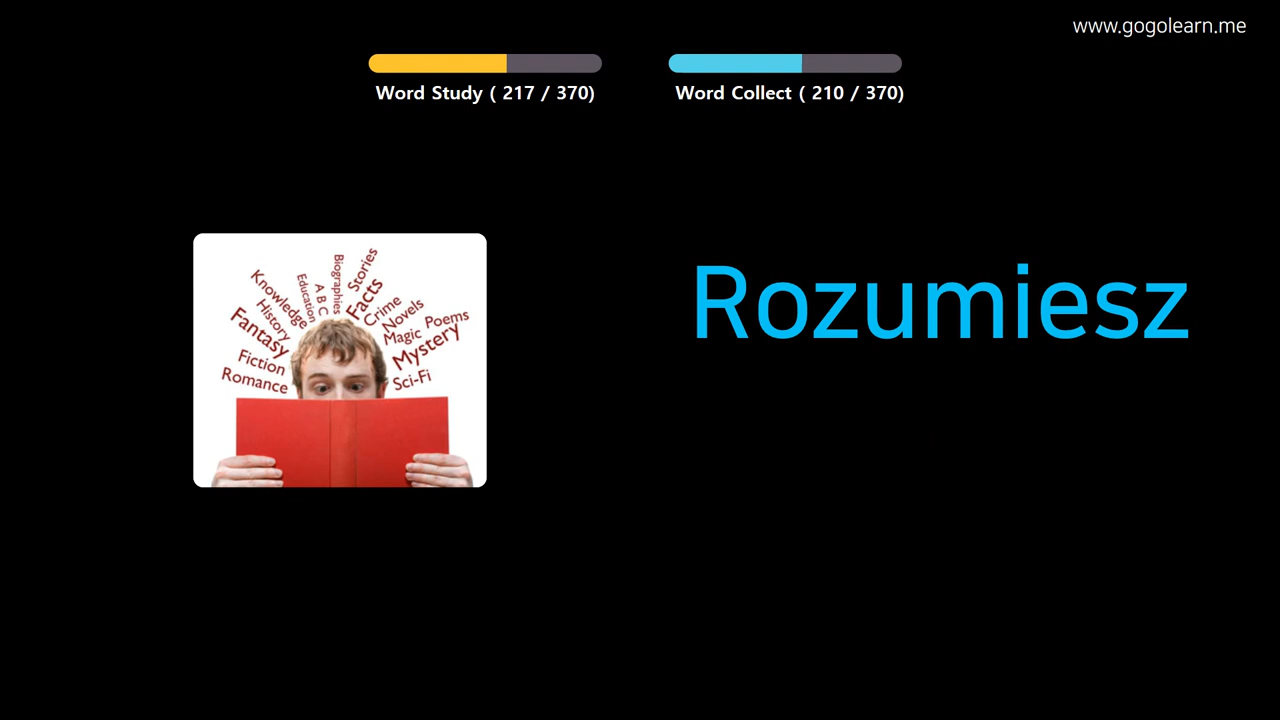 www.gogolearn.me
Word Study ( 217 / 370)
Word Collect ( 210 / 370)
Rozumiesz
Knowledge
History
Fantasy
Fiction
Romance
Education
A B C
Biographies
Stories
Facts
Crime
Novels
Magic
Poems
Mystery
Sci-Fi